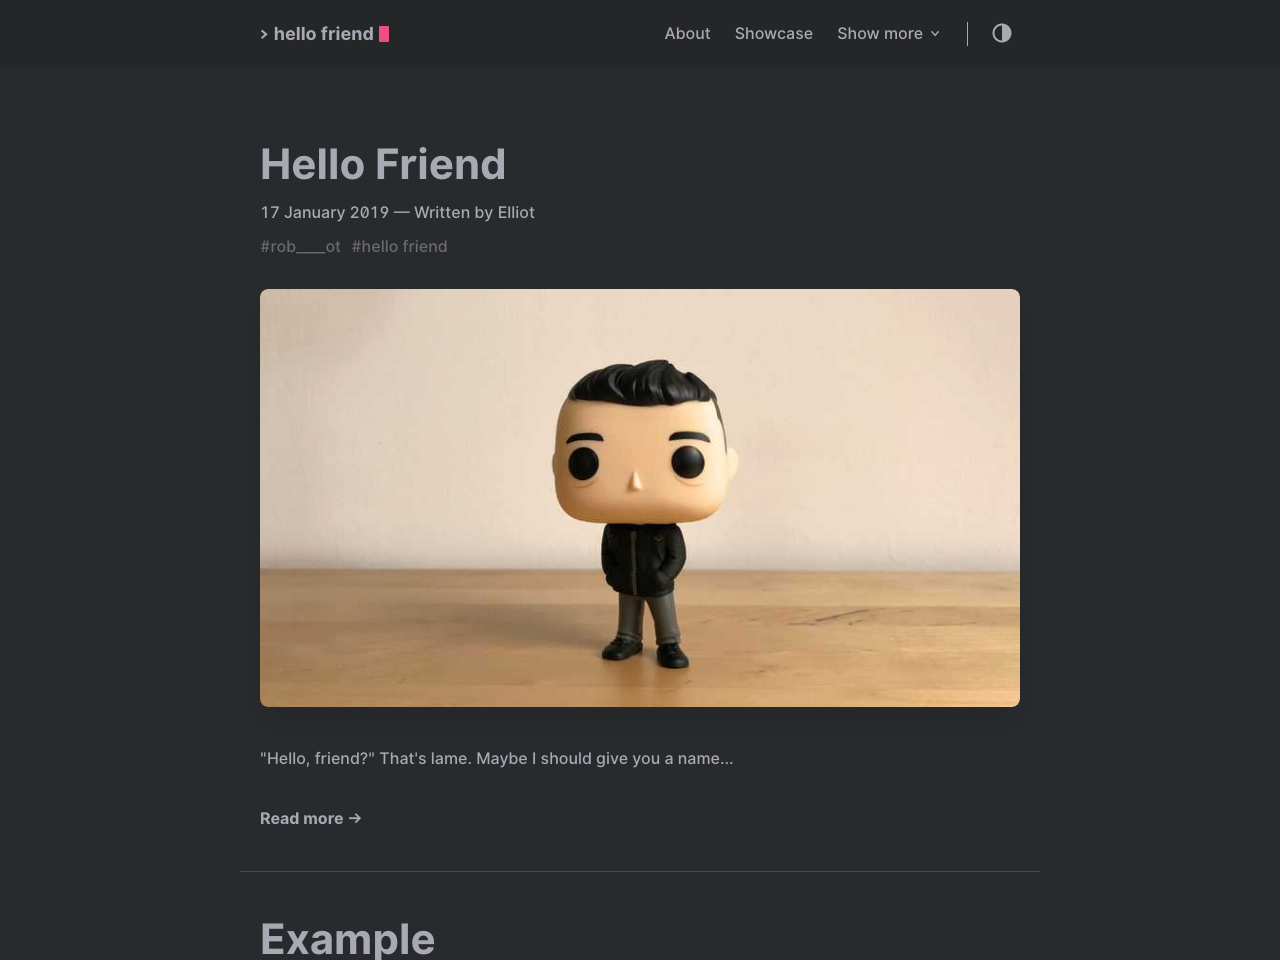 > hello friend
About Showcase Show more
Hello Friend
17 January 2019 — Written by Elliot
#rob____ot #hello friend
"Hello, friend?" That's lame. Maybe I should give you a name...
Read more →
Example